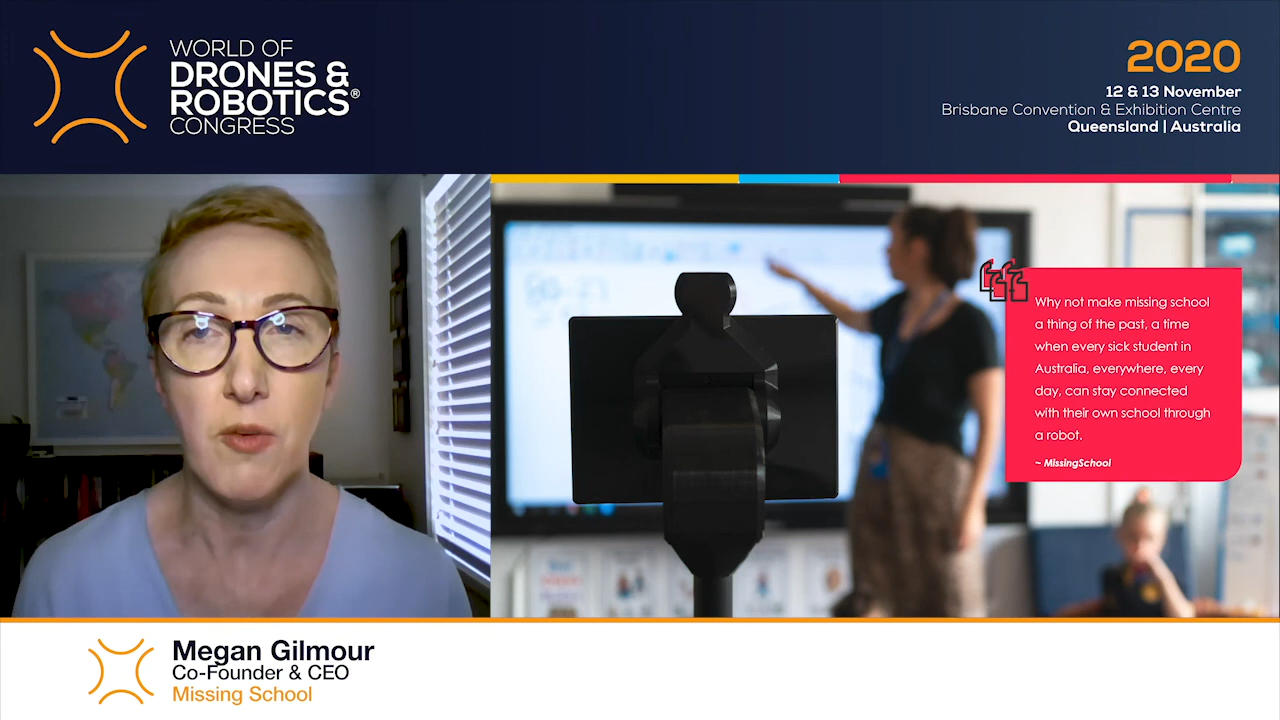 WORLD OF
DRONES &
ROBOTICS®
CONGRESS
2020
12 & 13 November
Brisbane Convention & Exhibition Centre
Queensland | Australia
Why not make missing school
a thing of the past, a time
when every sick student in
Australia, everywhere, every
day, can stay connected
with their own school through
a robot.
~ MissingSchool
Megan Gilmour
Co-Founder & CEO
Missing School